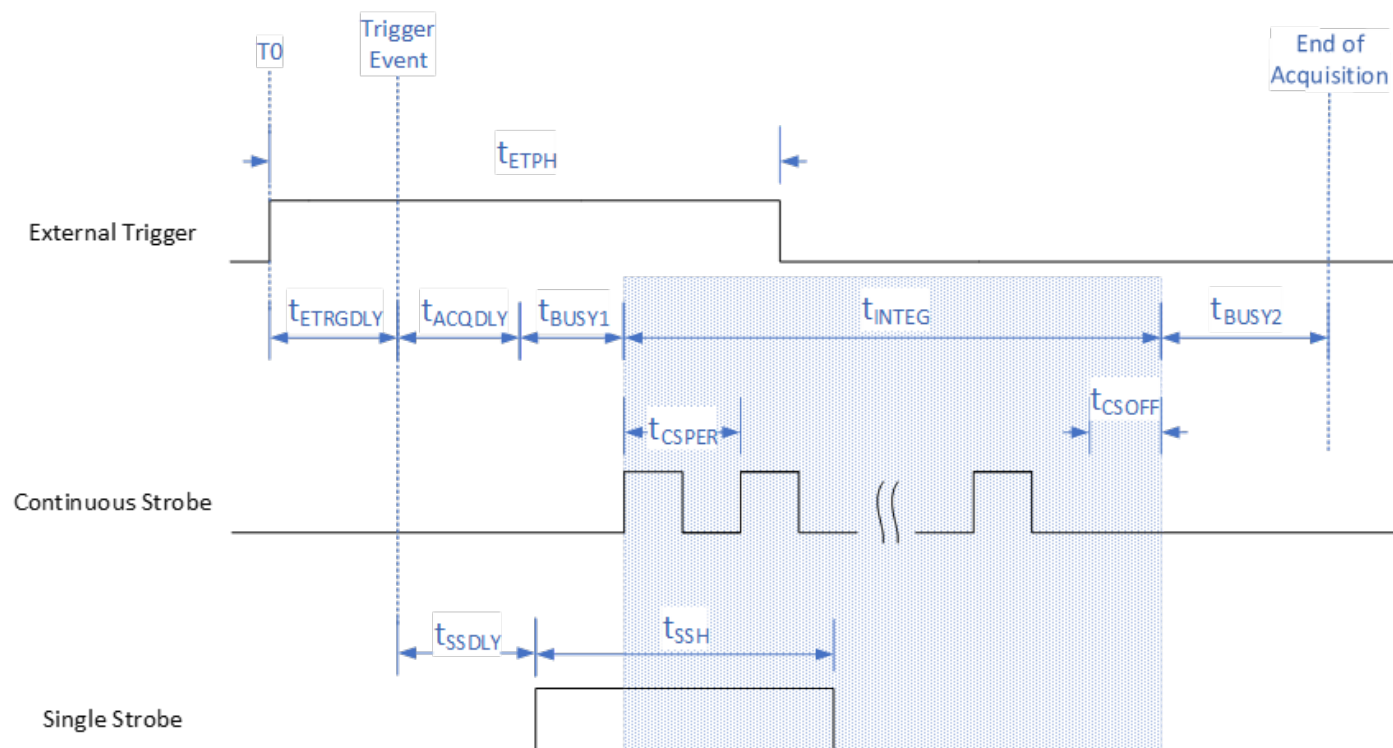 T0
Trigger
Event
End of
Acquisition
tETPH
External Trigger
tETRGDLY
tACQDLY
tBUSY1
tINTEG
tBUSY2
tCSPER
tCSOFF
Continuous Strobe
tSSDLY
tSSH
Single Strobe